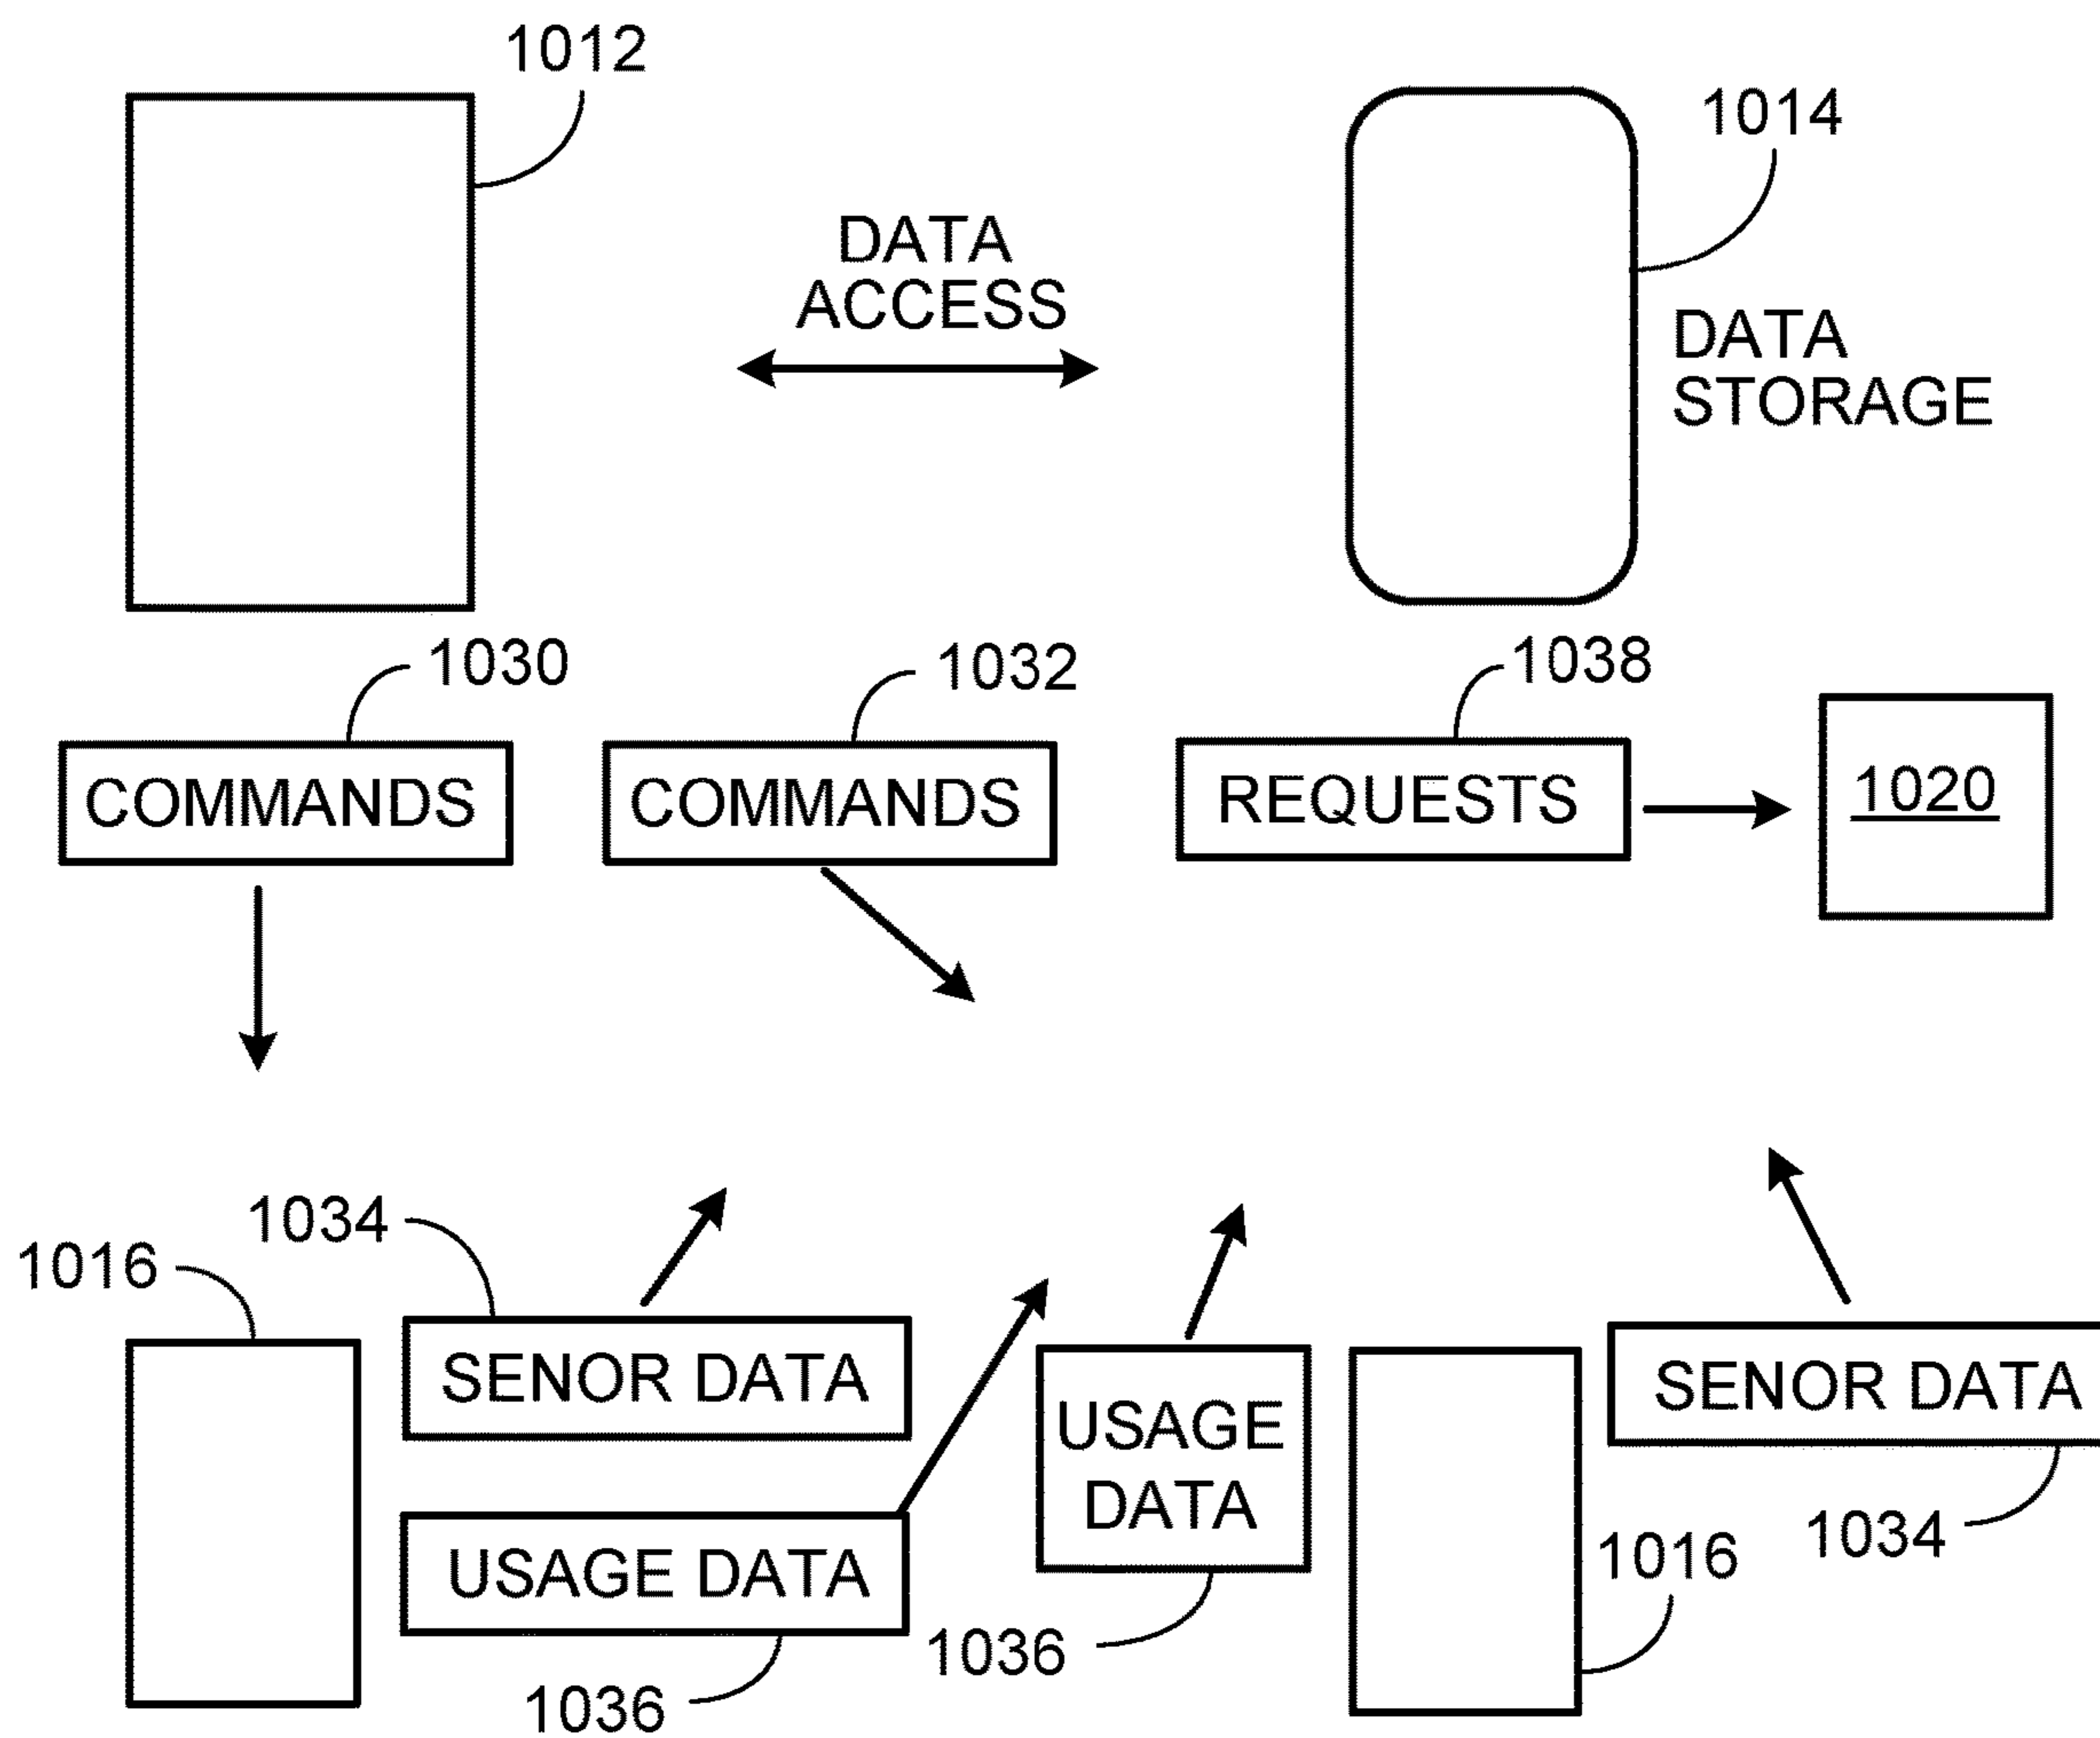 1012
1014
DATA
ACCESS
DATA
STORAGE
1030
1032
1038
COMMANDS
COMMANDS
REQUESTS
1020
1034
1016
SENOR DATA
USAGE
DATA
SENOR DATA
USAGE DATA
1016
1034
1036
1036